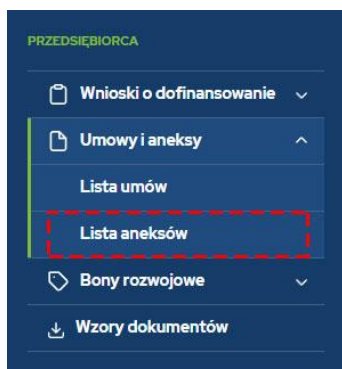 PRZEDSIĘBIORCA
Wnioski o dofinansowanie
Umowy i aneksy
Lista umów
Lista aneksów
Bony rozwojowe
Wzory dokumentów